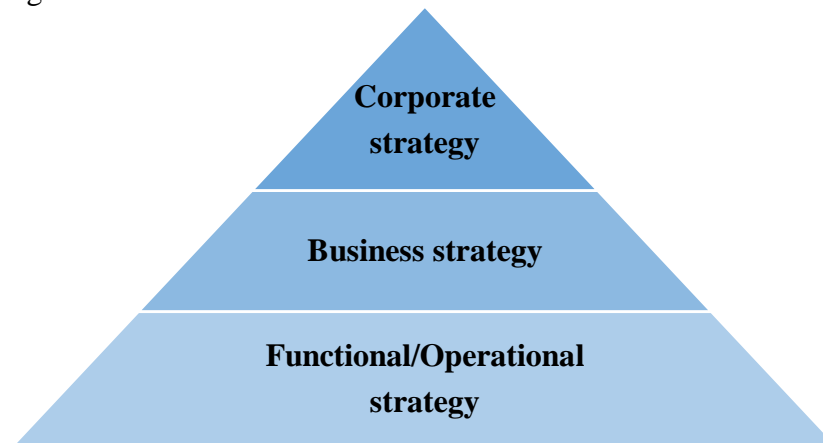 Corporate
strategy
Business strategy
Functional/Operational
strategy